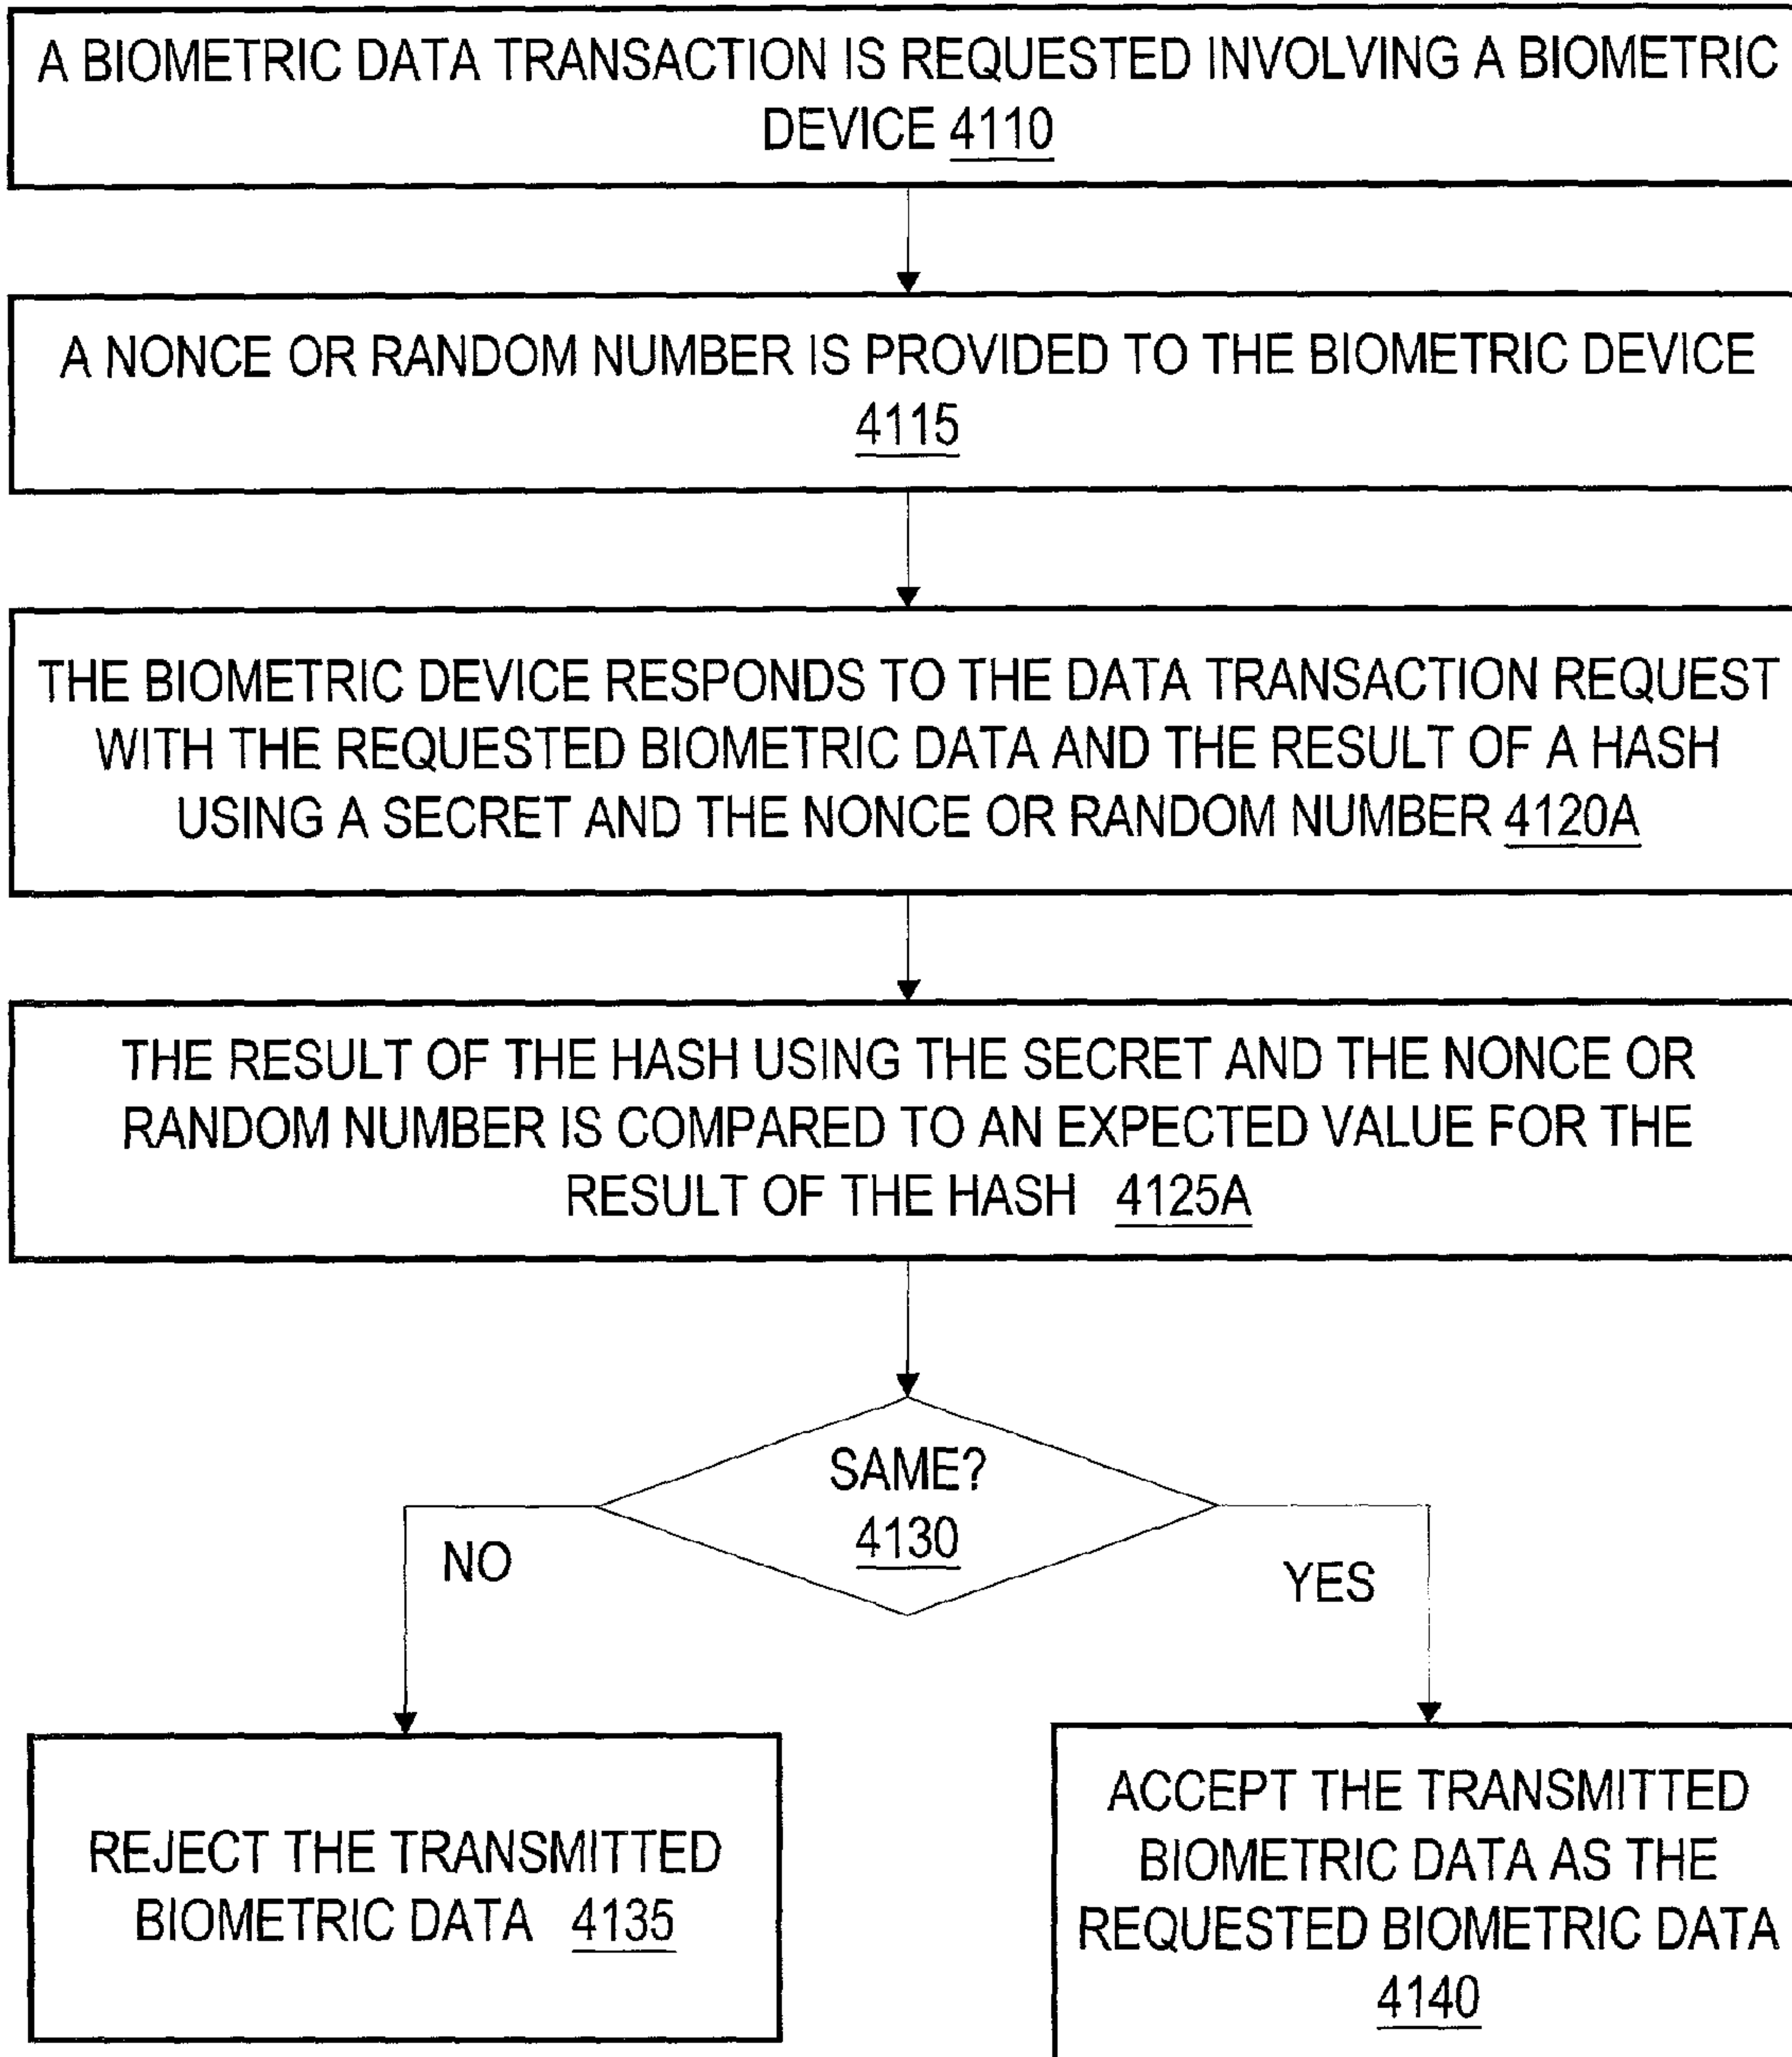 A BIOMETRIC DATA TRANSACTION IS REQUESTED INVOLVING A BIOMETRIC
DEVICE 4110
A NONCE OR RANDOM NUMBER IS PROVIDED TO THE BIOMETRIC DEVICE
4115
THE BIOMETRIC DEVICE RESPONDS TO THE DATA TRANSACTION REQUEST
WITH THE REQUESTED BIOMETRIC DATA AND THE RESULT OF A HASH
USING A SECRET AND THE NONCE OR RANDOM NUMBER 4120A
THE RESULT OF THE HASH USING THE SECRET AND THE NONCE OR
RANDOM NUMBER IS COMPARED TO AN EXPECTED VALUE FOR THE
RESULT OF THE HASH 4125A
SAME?
4130
NO
YES
REJECT THE TRANSMITTED
BIOMETRIC DATA 4135
ACCEPT THE TRANSMITTED
BIOMETRIC DATA AS THE
REQUESTED BIOMETRIC DATA
4140